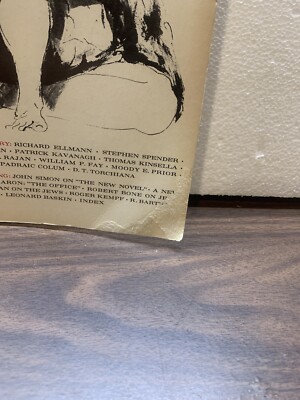 RY: RICHARD ELLMANN · STEPHEN SPENDER ·
N · PATRICK KAVANAGH · THOMAS KINSELLA ·
RAJAN · WILLIAM P. FAY · MOODY E. PRIOR
PADRAIC COLUM · D. T. TORCHIANA
NG: JOHN SIMON ON "THE NEW NOVEL" · A NEW
ARON: "THE OFFICE" · ROBERT BONE ON JE
AN ON THE JEWS · ROGER KEMPF · R. BART
· LEONARD BASKIN · INDEX